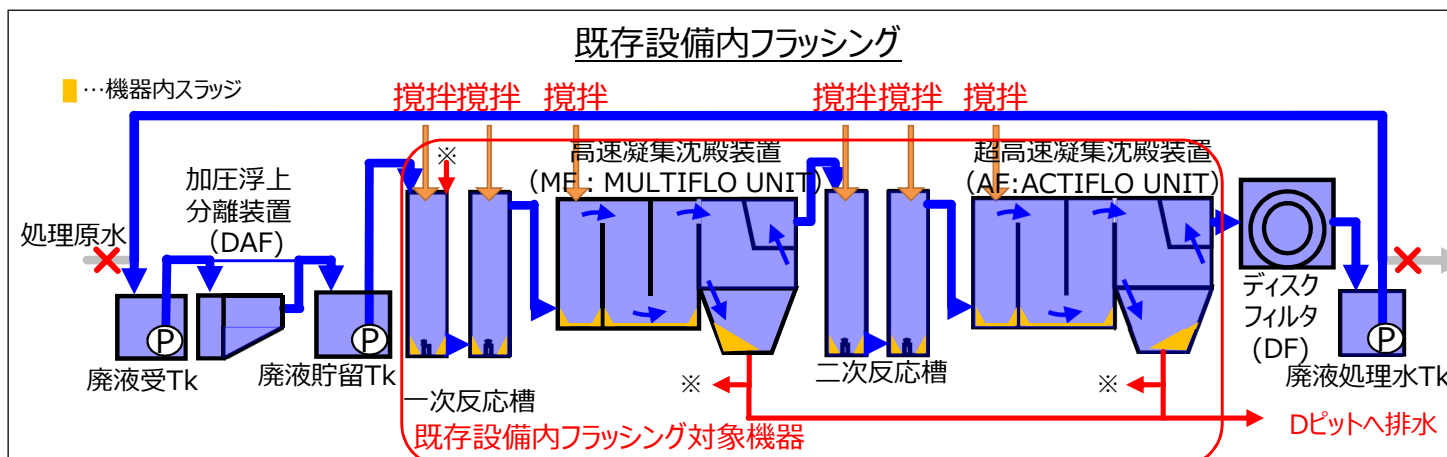 既存設備内フラッシング
…機器内スラッジ
攪拌 攪拌 攪拌 攪拌 攪拌 攪拌
※
高速凝集沈殿装置
(MF：MULTIFLO UNIT)
超高速凝集沈殿装置
(AF:ACTIFLO UNIT)
加圧浮上
分離装置
(DAF)
処理原水
P
廃液受Tk
P
廃液貯留Tk
一次反応槽
※
二次反応槽
※
ディスク
フィルタ
(DF)
P
廃液処理水Tk
既存設備内フラッシング対象機器
Dピットへ排水